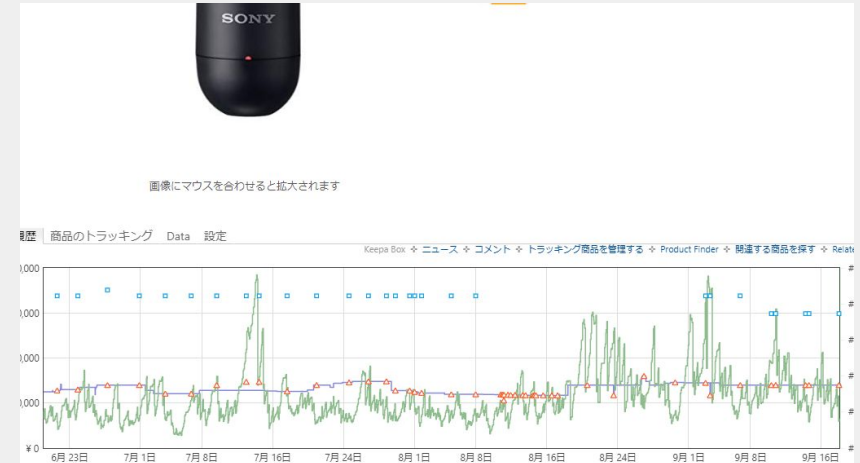 SONY
画像にマウスを合わせると拡大されます
履歴 商品のトラッキング Data 設定
Keepa Box ✧ ニュース ✧ コメント ✧ トラッキング商品を管理する ✧ Product Finder ✧ 関連する商品を探す ✧ Relate
0,000
0,000
0,000
0,000
¥ 0
#
#
#
#
#
#
6月 23日 7月 1日 7月 8日 7月 16日 7月 24日 8月 1日 8月 8日 8月 16日 8月 24日 9月 1日 9月 8日 9月 16日